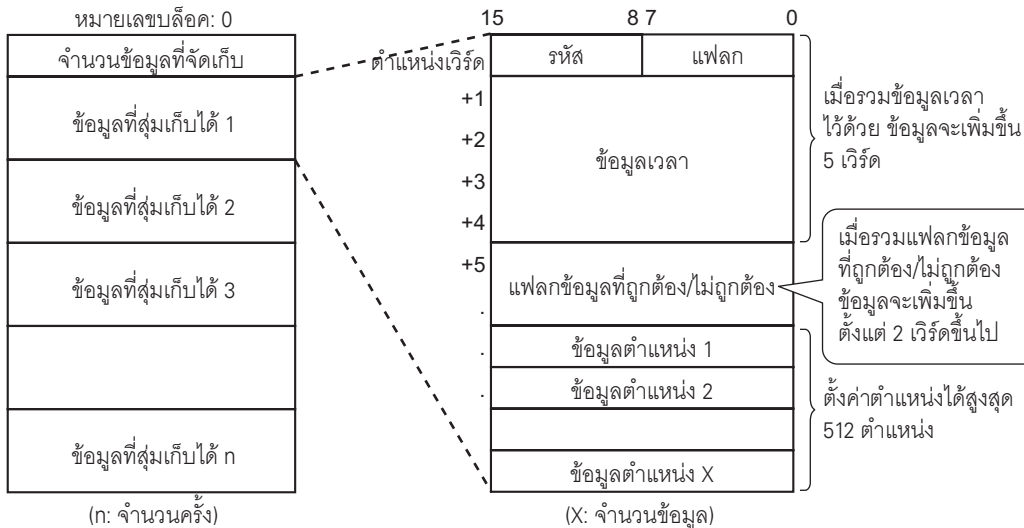 หมายเลขบล็อค: 0
จำนวนข้อมูลที่จัดเก็บ
ข้อมูลที่สุ่มเก็บได้ 1
ข้อมูลที่สุ่มเก็บได้ 2
ข้อมูลที่สุ่มเก็บได้ 3
ข้อมูลที่สุ่มเก็บได้ n
(n: จำนวนครั้ง)
15 8 7 0
ตำแหน่งเวิร์ด
รหัส แฟลก
+1
+2
+3
+4
+5
.
.
.
ข้อมูลเวลา
แฟลกข้อมูลที่ถูกต้อง/ไม่ถูกต้อง
ข้อมูลตำแหน่ง 1
ข้อมูลตำแหน่ง 2
ข้อมูลตำแหน่ง X
(X: จำนวนข้อมูล)
เมื่อรวมข้อมูลเวลา
ไว้ด้วย ข้อมูลจะเพิ่มขึ้น
5 เวิร์ด
เมื่อรวมแฟลกข้อมูล
ที่ถูกต้อง/ไม่ถูกต้อง
ข้อมูลจะเพิ่มขึ้น
ตั้งแต่ 2 เวิร์ดขึ้นไป
ตั้งค่าตำแหน่งได้สูงสุด
512 ตำแหน่ง